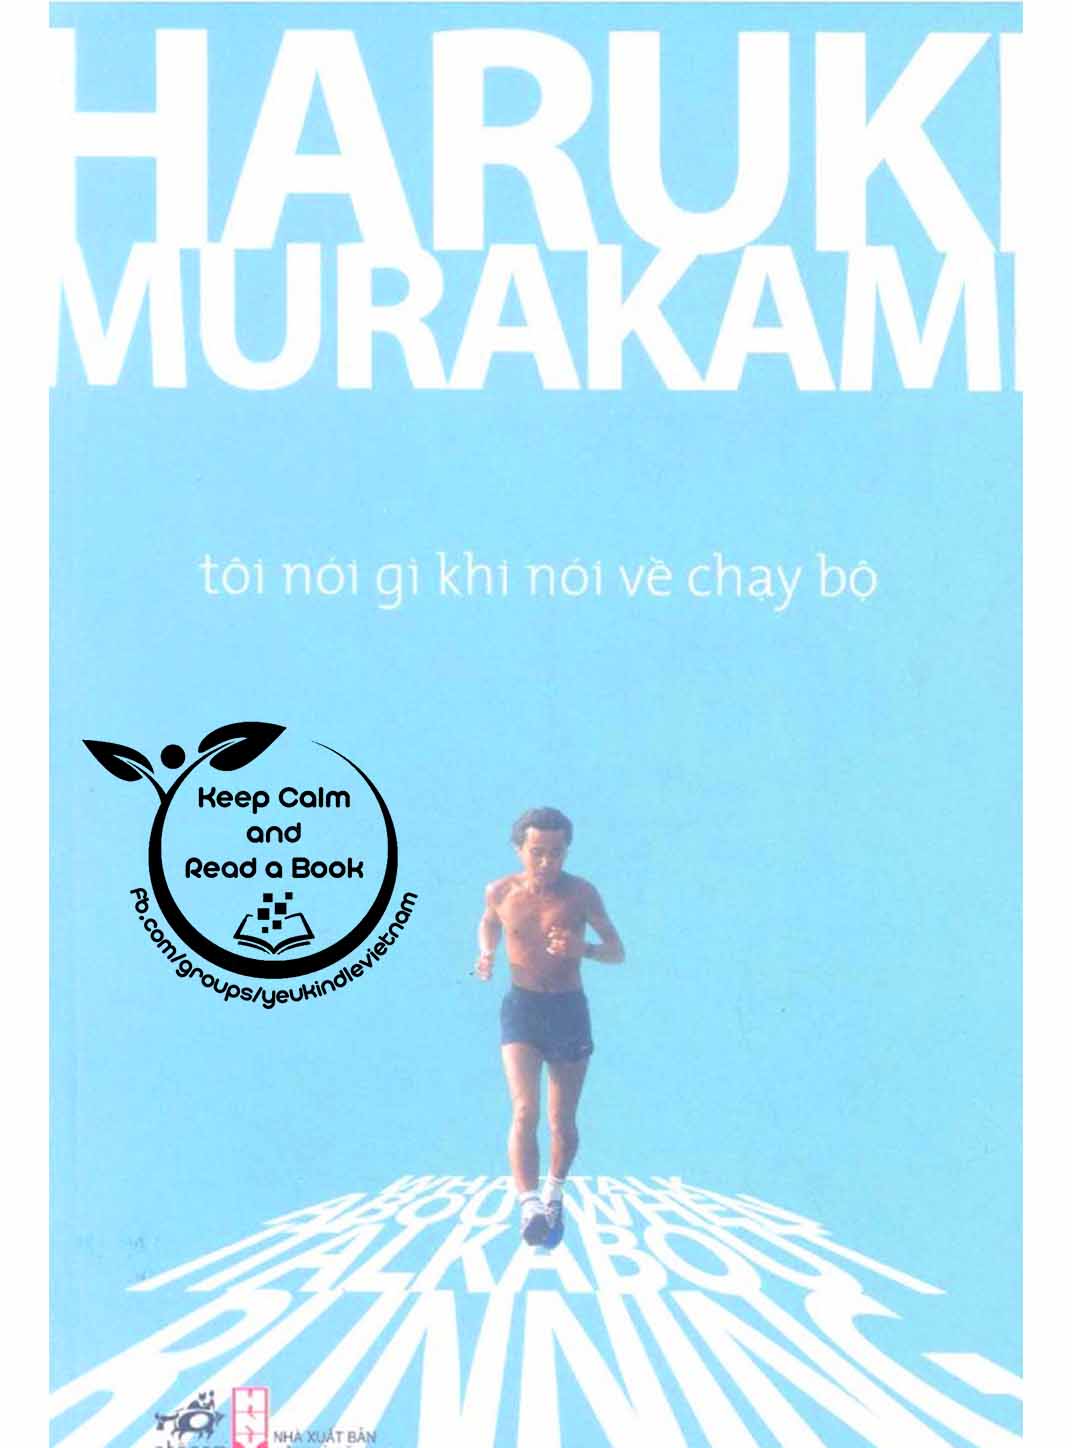 HARUKI
MURAKAMI
tôi nói gì khi nói về chạy bộ
Keep Calm
and
Read a Book
fb.com/groups/yeukindlevietnam
WHAT I TALK
ABOUT WHEN I
TALK ABOUT
RUNNING
NHÀ XUẤT BẢN